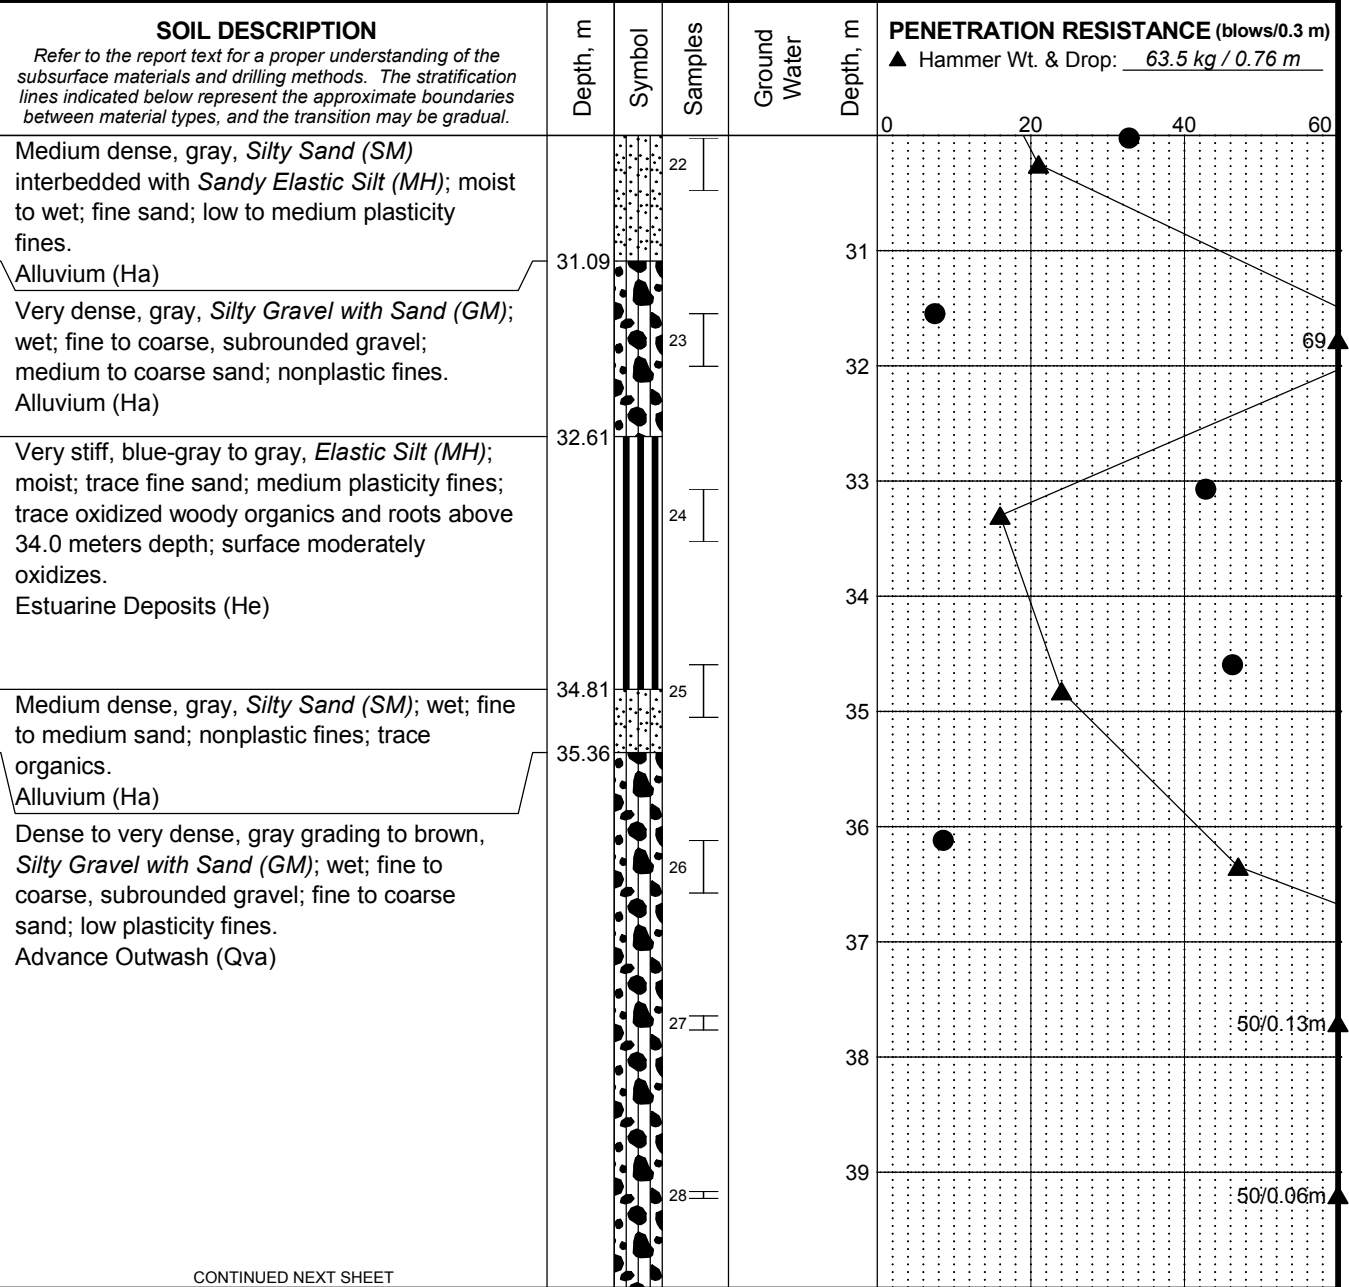 SOIL DESCRIPTION
Refer to the report text for a proper understanding of the
subsurface materials and drilling methods. The stratification
lines indicated below represent the approximate boundaries
between material types, and the transition may be gradual.
Depth, m
Symbol
Samples
Ground
Water
Depth, m
PENETRATION RESISTANCE (blows/0.3 m)
▲ Hammer Wt. & Drop: 63.5 kg / 0.76 m
0 20 40 60
Medium dense, gray, Silty Sand (SM)
interbedded with Sandy Elastic Silt (MH); moist
to wet; fine sand; low to medium plasticity
fines.
Alluvium (Ha)
31.09
Very dense, gray, Silty Gravel with Sand (GM);
wet; fine to coarse, subrounded gravel;
medium to coarse sand; nonplastic fines.
Alluvium (Ha)
32.61
Very stiff, blue-gray to gray, Elastic Silt (MH);
moist; trace fine sand; medium plasticity fines;
trace oxidized woody organics and roots above
34.0 meters depth; surface moderately
oxidizes.
Estuarine Deposits (He)
34.81
Medium dense, gray, Silty Sand (SM); wet; fine
to medium sand; nonplastic fines; trace
organics.
Alluvium (Ha)
35.36
Dense to very dense, gray grading to brown,
Silty Gravel with Sand (GM); wet; fine to
coarse, subrounded gravel; fine to coarse
sand; low plasticity fines.
Advance Outwash (Qva)
CONTINUED NEXT SHEET
22
23
24
25
26
27
28
31
32
33
34
35
36
37
38
39
69
50/0.13m
50/0.06m